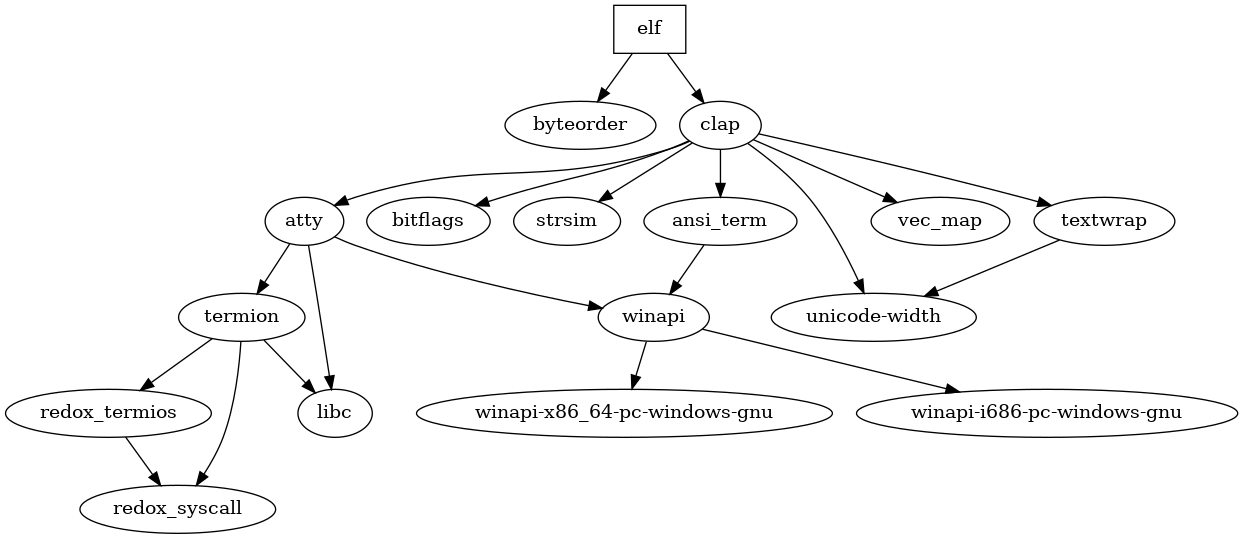 elf
byteorder
clap
atty
bitflags
strsim
ansi_term
vec_map
textwrap
termion
winapi
unicode-width
redox_termios
libc
winapi-x86_64-pc-windows-gnu
winapi-i686-pc-windows-gnu
redox_syscall